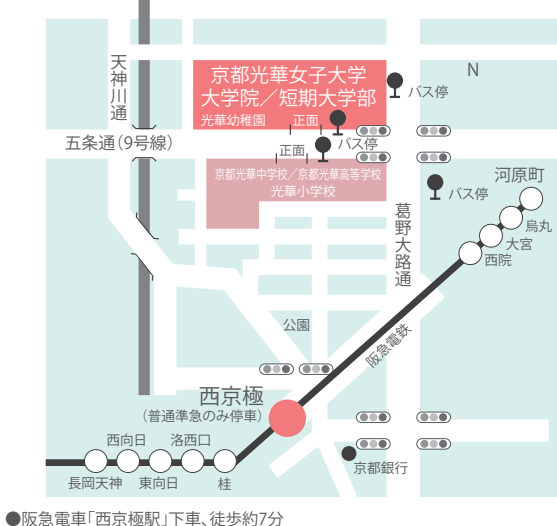 天神川通
京都光華女子大学
大学院／短期大学部
光華幼稚園
正面
N
バス停
五条通（9号線）
正面
バス停
京都光華中学校／京都光華高等学校
光華小学校
バス停
河原町
烏丸
大宮
西院
葛野大路通
公園
阪急電鉄
西京極
（普通準急のみ停車）
西向日
洛西口
長岡天神
東向日
桂
京都銀行
●阪急電車「西京極駅」下車、徒歩約7分